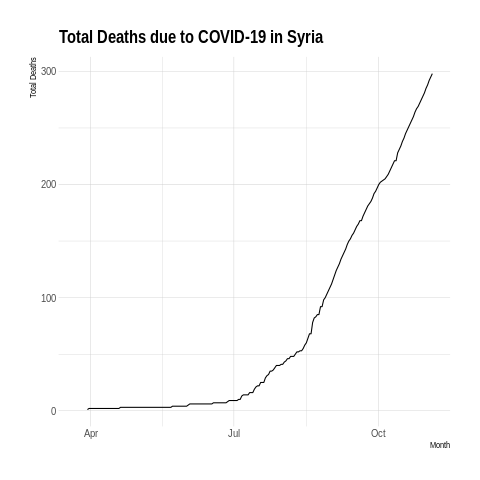 Total Deaths due to COVID-19 in Syria
Total Deaths
300
200
100
0
Apr
Jul
Oct
Month